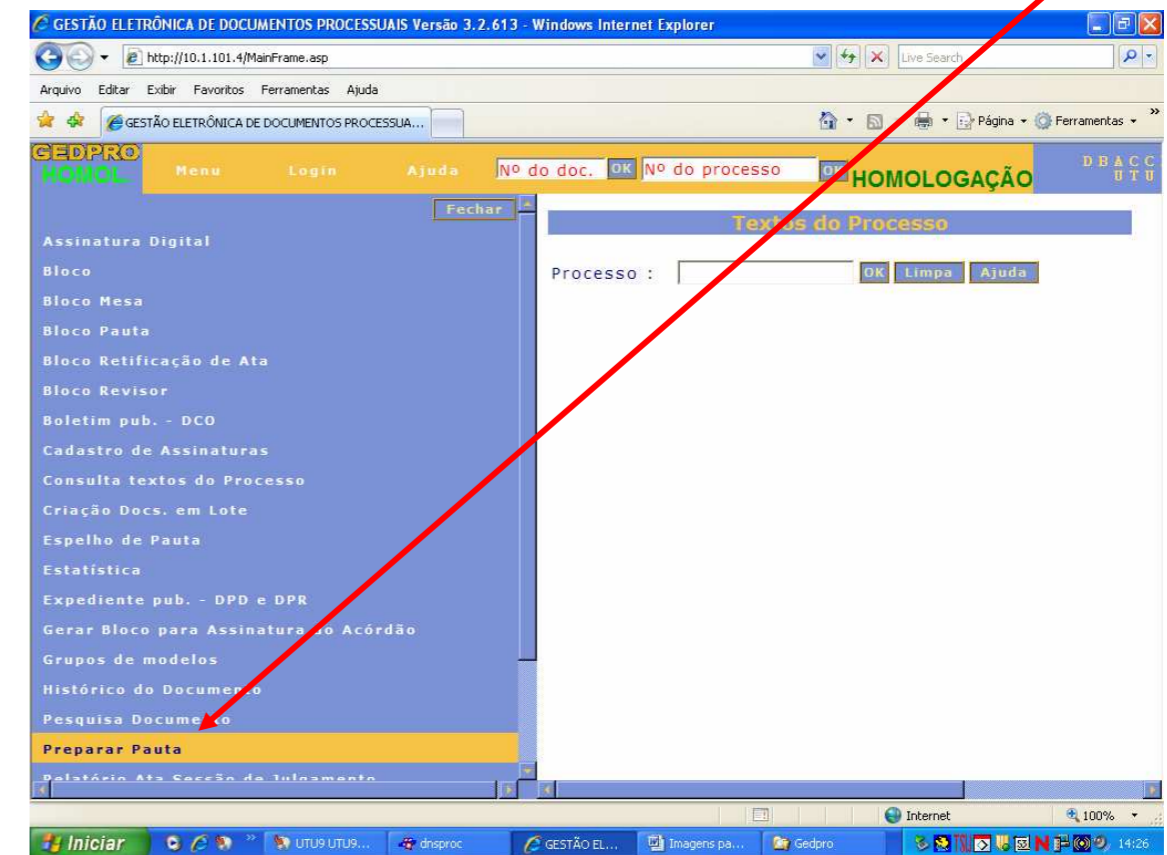 GESTÃO ELETRÔNICA DE DOCUMENTOS PROCESSUAIS Versão 3.2.613 - Windows Internet Explorer
http://10.1.101.4/MainFrame.asp
Live Search
Arquivo Editar Exibir Favoritos Ferramentas Ajuda
GESTÃO ELETRÔNICA DE DOCUMENTOS PROCESSUA...
Página
Ferramentas
»
GEDPRO
HOMOL.
Menu Login Ajuda
Nº do doc. OK Nº do processo OK
HOMOLOGAÇÃO
DBACC
UTU
Fechar
Textos do Processo
Processo : OK Limpa Ajuda
Assinatura Digital
Bloco
Bloco Mesa
Bloco Pauta
Bloco Retificação de Ata
Bloco Revisor
Boletim pub. - DCO
Cadastro de Assinaturas
Consulta textos do Processo
Criação Docs. em Lote
Espelho de Pauta
Estatística
Expediente pub. - DPD e DPR
Gerar Bloco para Assinatura do Acórdão
Grupos de modelos
Histórico do Documento
Pesquisa Documento
Preparar Pauta
Relatório Ata Sessão de Julgamento
Internet
100%
Iniciar
»
UTU9 UTU9...
dnsproc
GESTÃO EL...
Imagens pa...
Gedpro
14:26